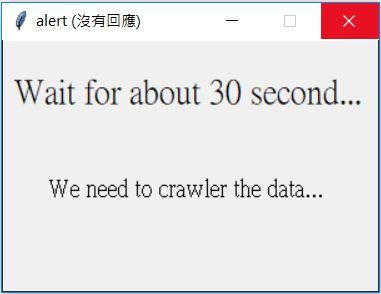 alert (沒有回應)
Wait for about 30 second...
We need to crawler the data...